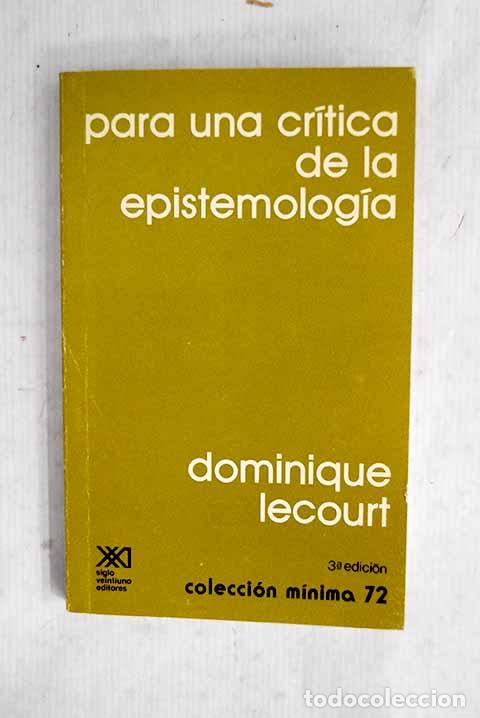 para una crítica
de la
epistemología
dominique
lecourt
3ª edición
siglo
veintiuno
editores
colección mínima 72
todocoleccion